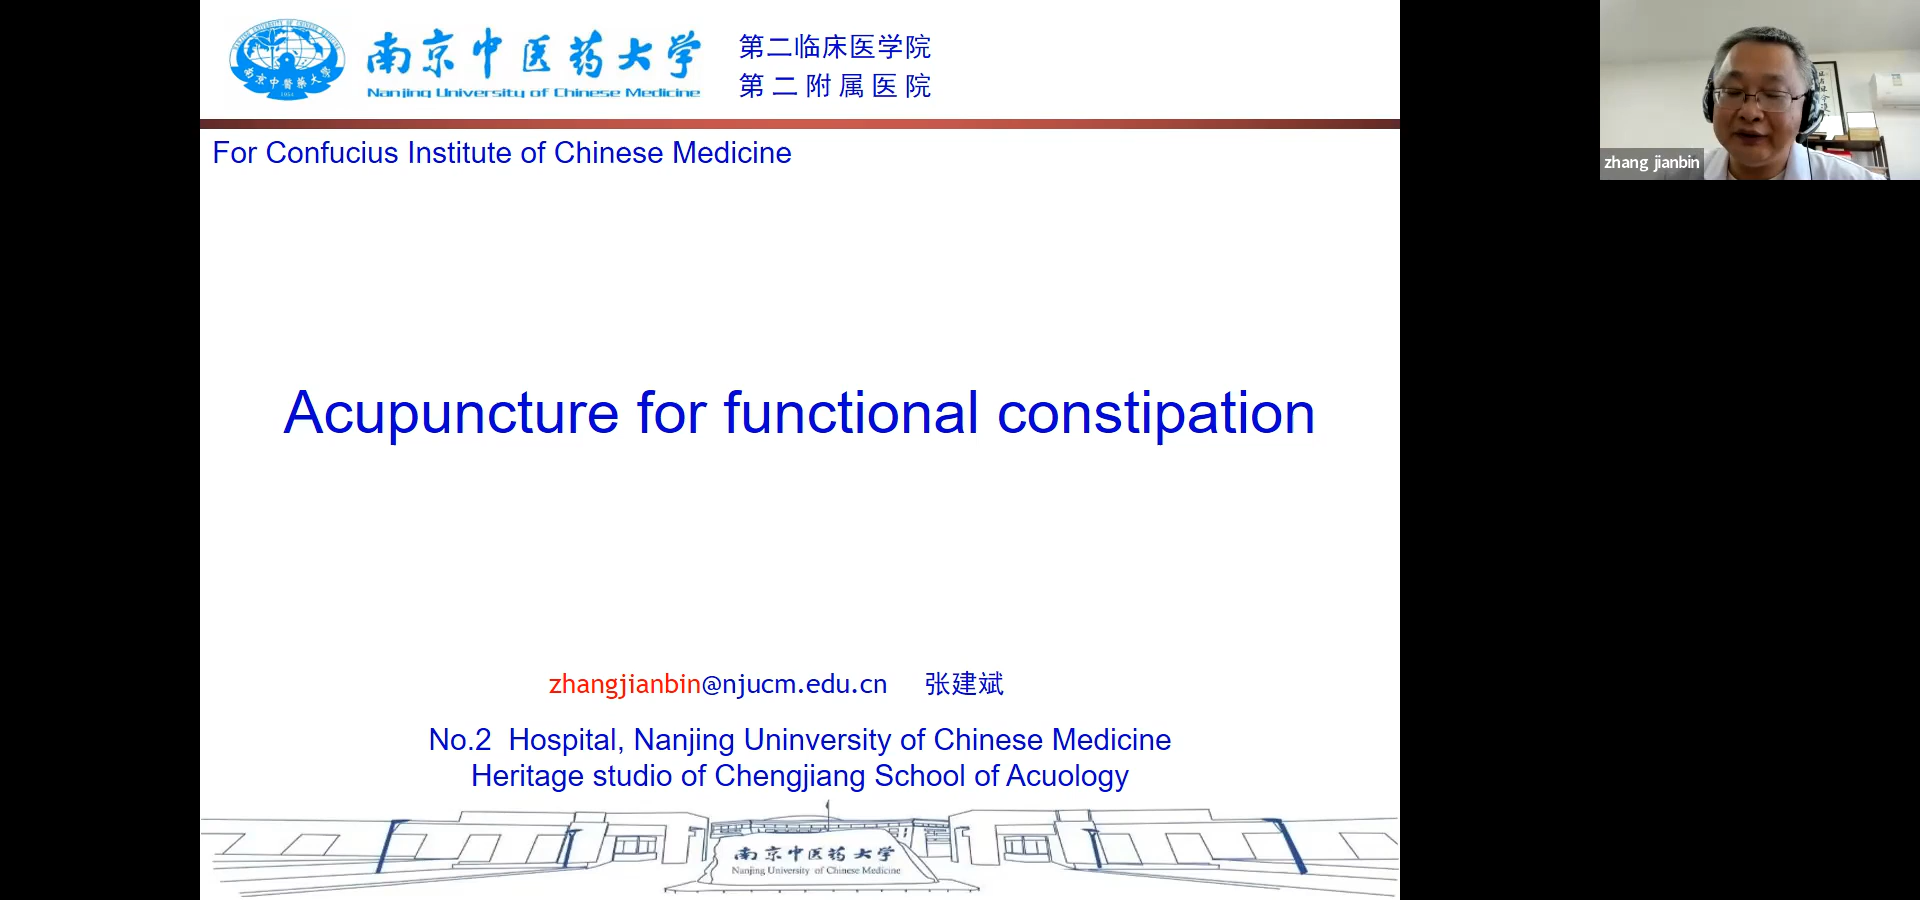 南京中医药大学
Nanjing University of Chinese Medicine
第二临床医学院
第二附属医院
For Confucius Institute of Chinese Medicine
Acupuncture for functional constipation
zhangjianbin@njucm.edu.cn 张建斌
No.2 Hospital, Nanjing Uninversity of Chinese Medicine
Heritage studio of Chengjiang School of Acuology
南京中医药大学
Nanjing University of Chinese Medicine
zhang jianbin